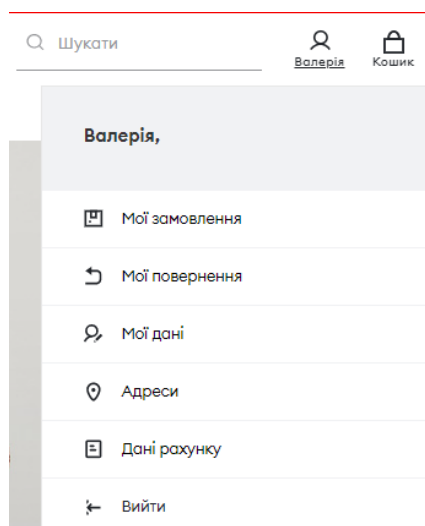 Шукати
Валерія
Кошик
Валерія,
Мої замовлення
Мої повернення
Мої дані
Адреси
Дані рахунку
Вийти